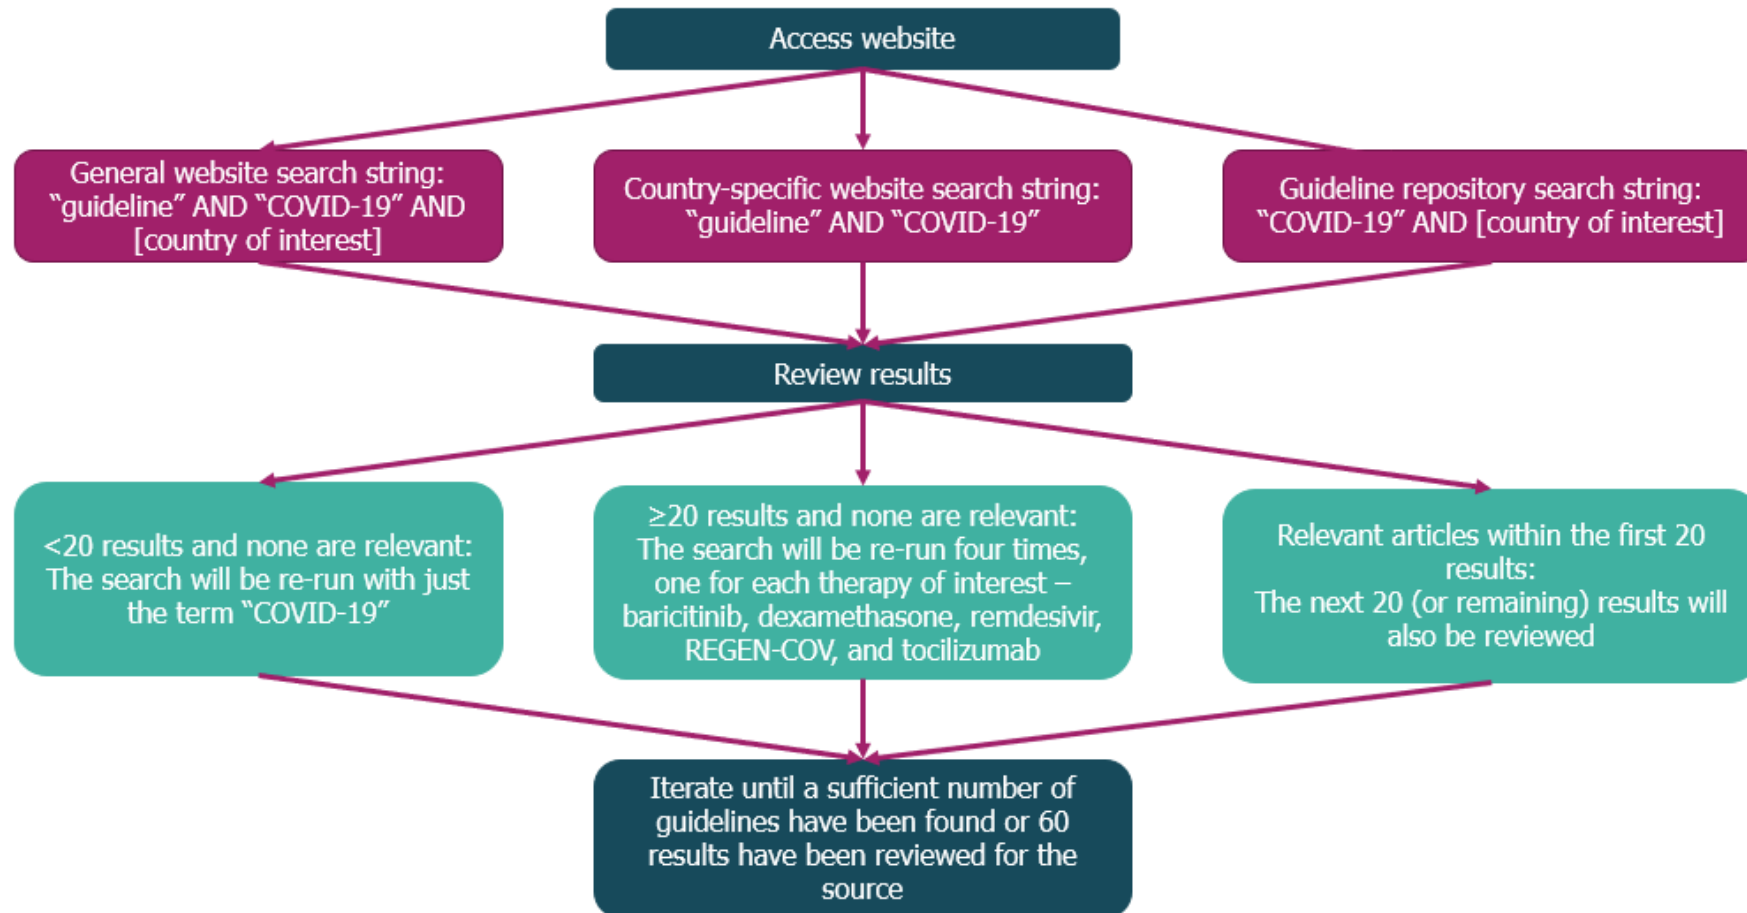 Access website
General website search string:
“guideline” AND “COVID-19” AND
[country of interest]
Country-specific website search string:
“guideline” AND “COVID-19”
Guideline repository search string:
“COVID-19” AND [country of interest]
Review results
<20 results and none are relevant:
The search will be re-run with just
the term “COVID-19”
≥20 results and none are relevant:
The search will be re-run four times,
one for each therapy of interest –
baricitinib, dexamethasone, remdesivir,
REGEN-COV, and tocilizumab
Relevant articles within the first 20
results:
The next 20 (or remaining) results will
also be reviewed
Iterate until a sufficient number of
guidelines have been found or 60
results have been reviewed for the
source